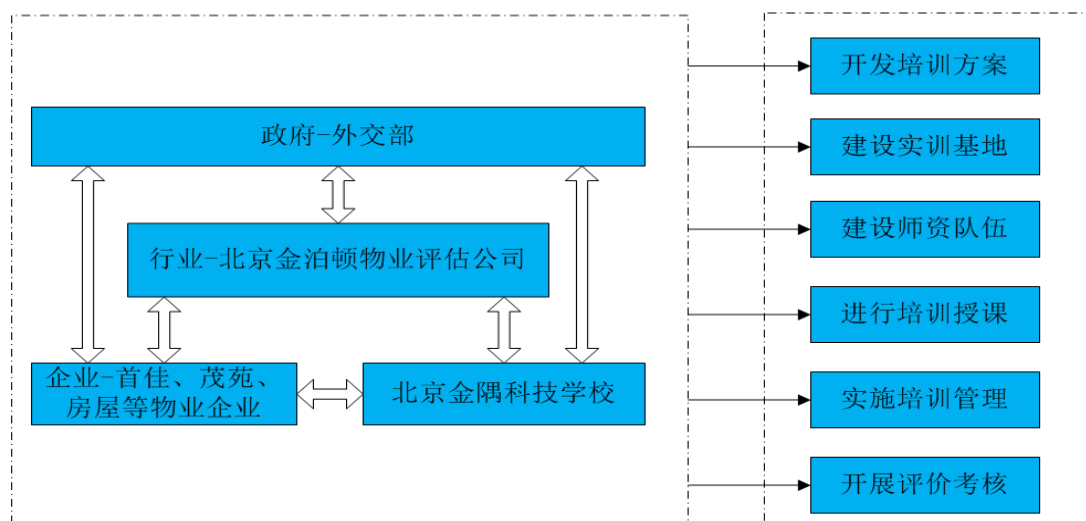 政府-外交部
行业-北京金泊顿物业评估公司
企业-首佳、茂苑、
房屋等物业企业
北京金隅科技学校
开发培训方案
建设实训基地
建设师资队伍
进行培训授课
实施培训管理
开展评价考核